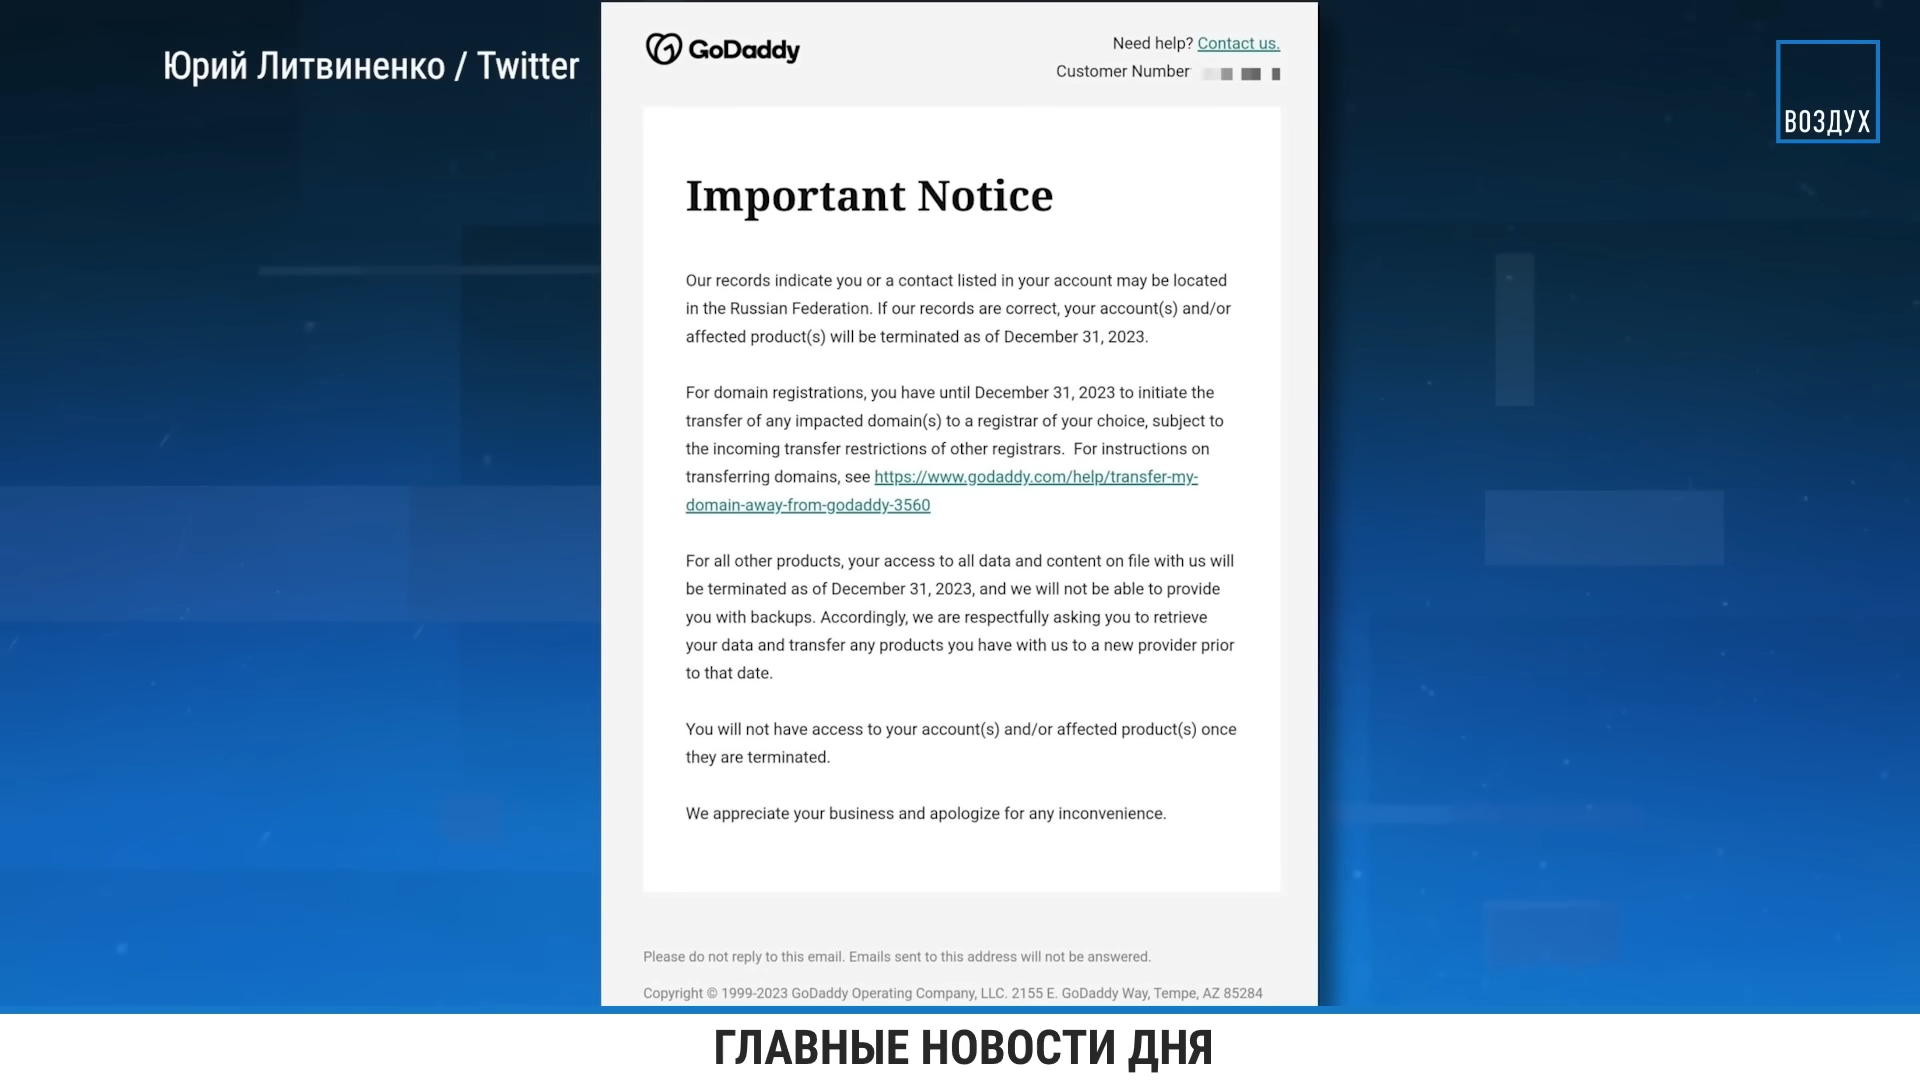 Юрий Литвиненко / Twitter
GoDaddy
Need help? Contact us.
Customer Number
ВОЗДУХ
Important Notice
Our records indicate you or a contact listed in your account may be located
in the Russian Federation. If our records are correct, your account(s) and/or
affected product(s) will be terminated as of December 31, 2023.
For domain registrations, you have until December 31, 2023 to initiate the
transfer of any impacted domain(s) to a registrar of your choice, subject to
the incoming transfer restrictions of other registrars.  For instructions on
transferring domains, see https://www.godaddy.com/help/transfer-my-
domain-away-from-godaddy-3560
For all other products, your access to all data and content on file with us will
be terminated as of December 31, 2023, and we will not be able to provide
you with backups. Accordingly, we are respectfully asking you to retrieve
your data and transfer any products you have with us to a new provider prior
to that date.
You will not have access to your account(s) and/or affected product(s) once
they are terminated.
We appreciate your business and apologize for any inconvenience.
Please do not reply to this email. Emails sent to this address will not be answered.
Copyright © 1999-2023 GoDaddy Operating Company, LLC. 2155 E. GoDaddy Way, Tempe, AZ 85284
ГЛАВНЫЕ НОВОСТИ ДНЯ